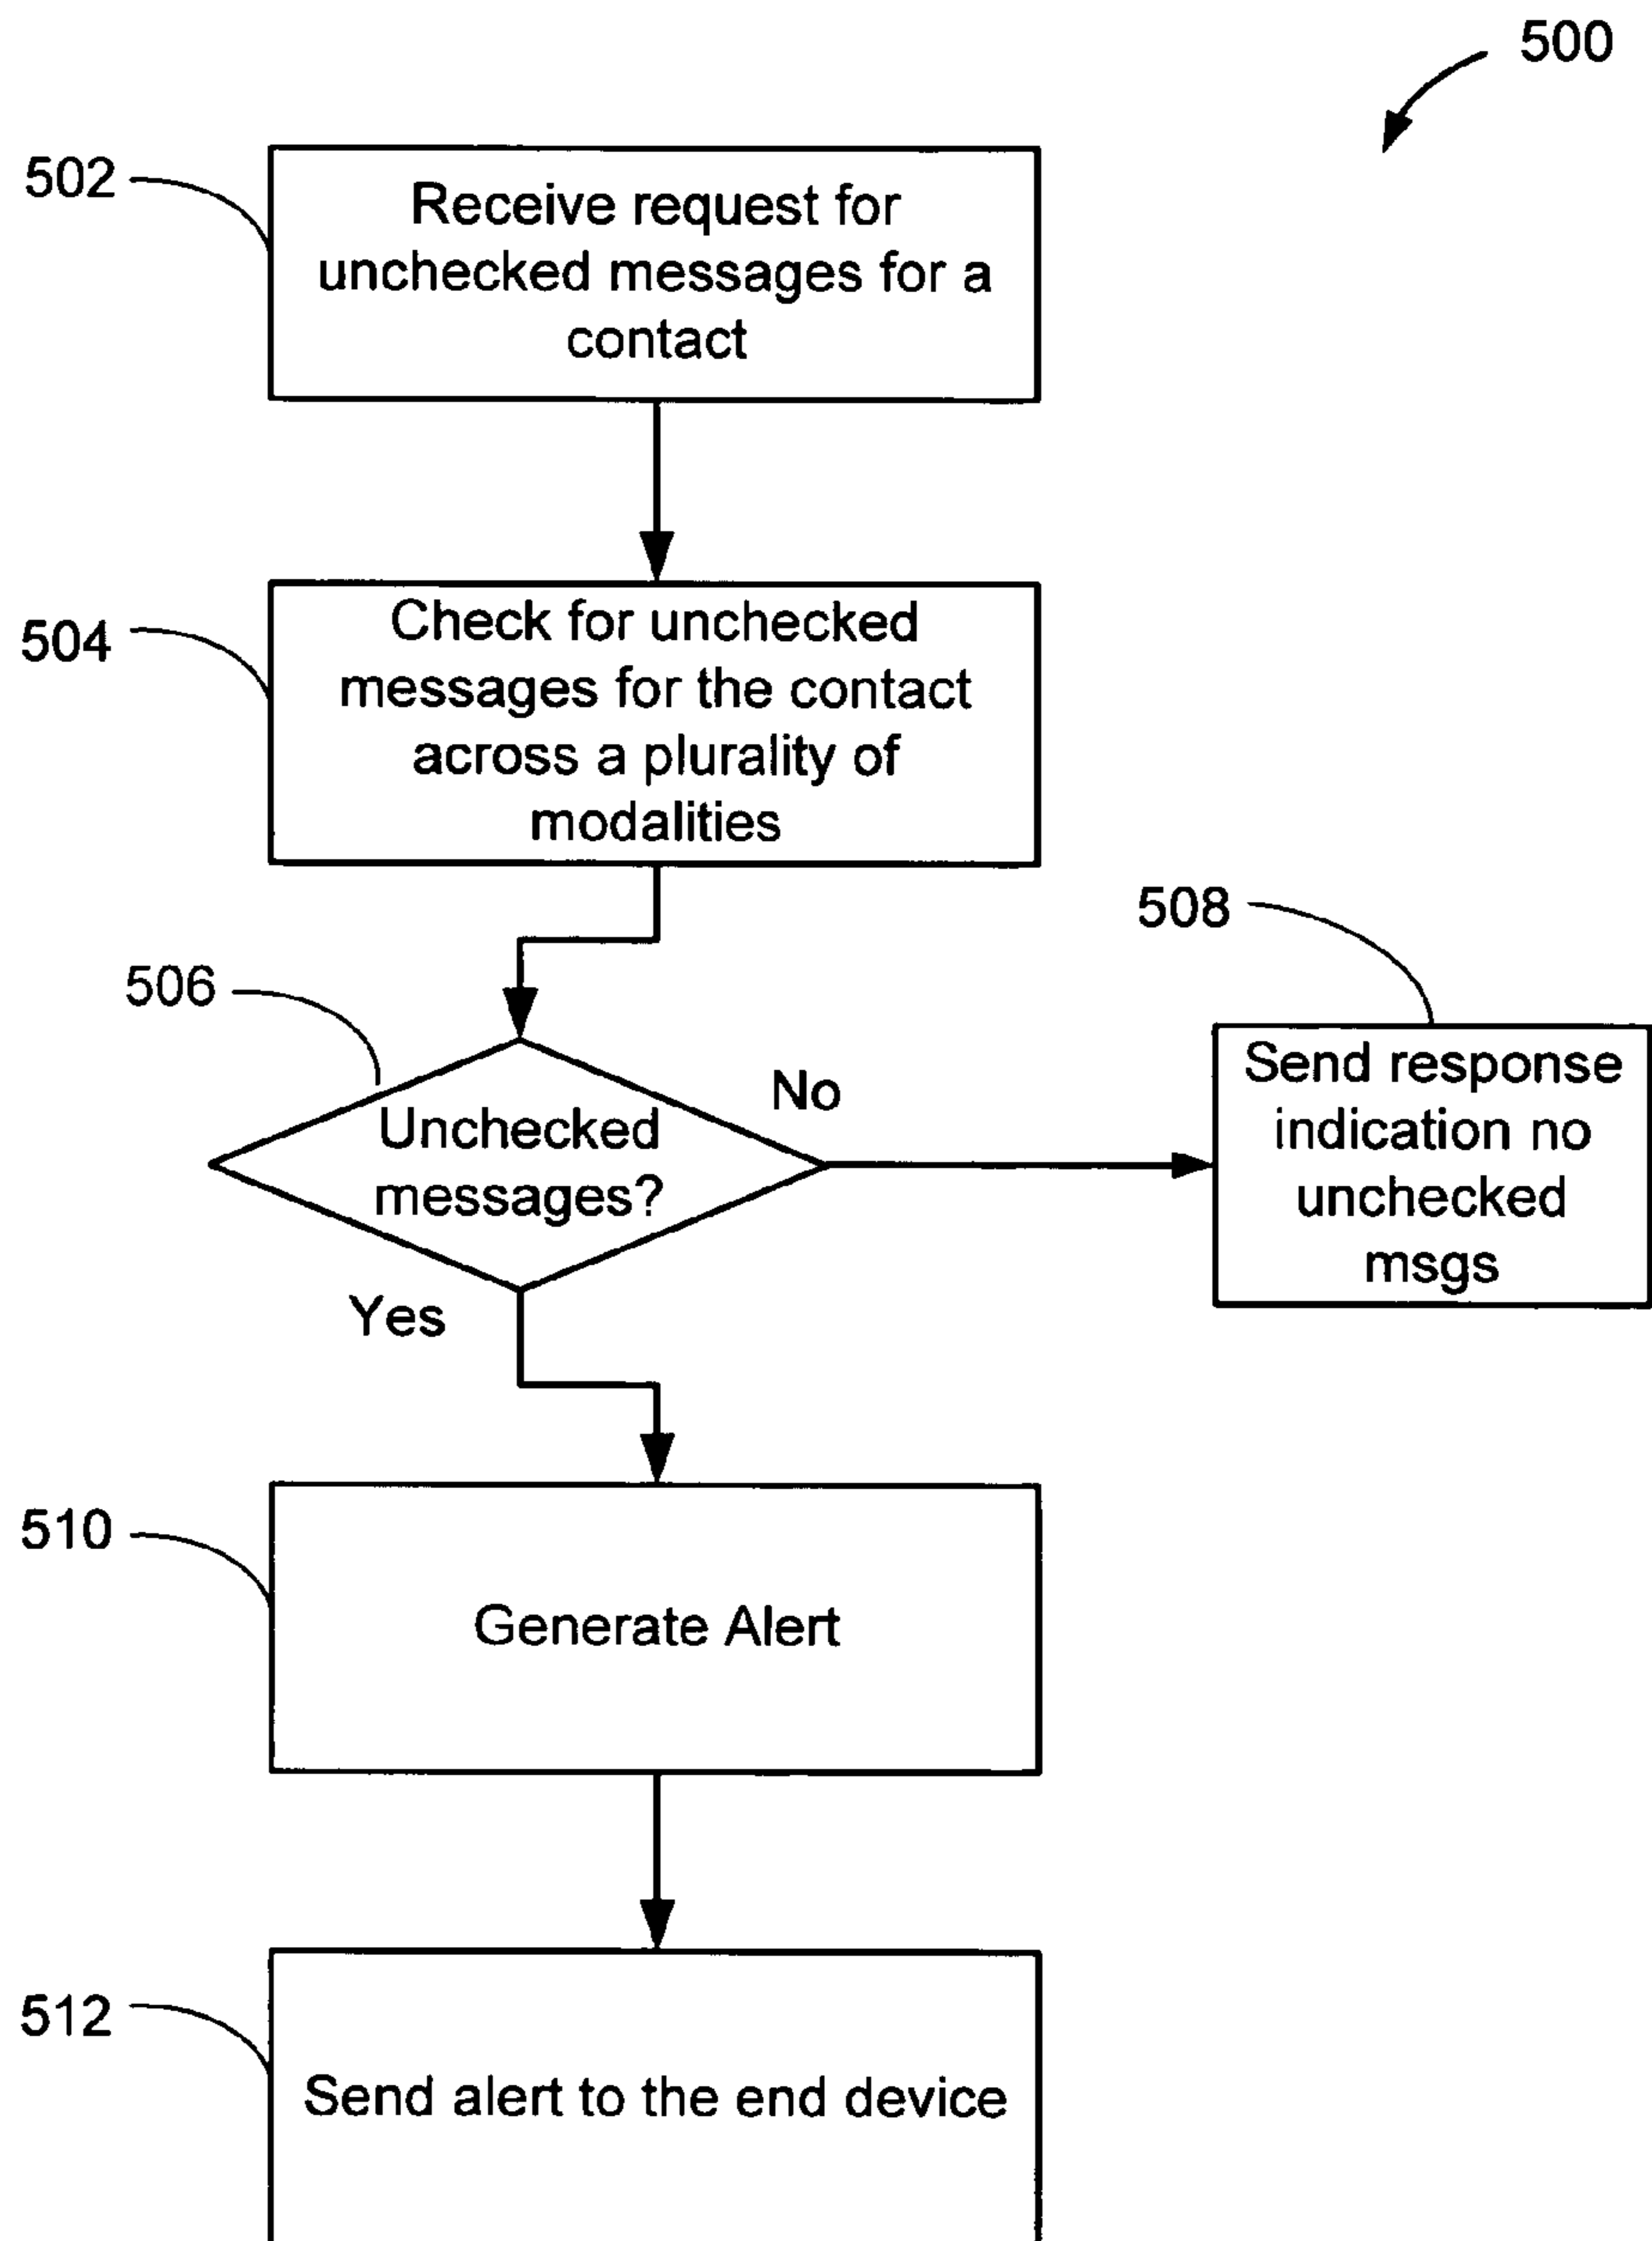 500
502
Receive request for
unchecked messages for a
contact
504
Check for unchecked
messages for the contact
across a plurality of
modalities
508
506
Unchecked
messages?
No
Send response
indication no
unchecked
msgs
Yes
510
Generate Alert
512
Send alert to the end device